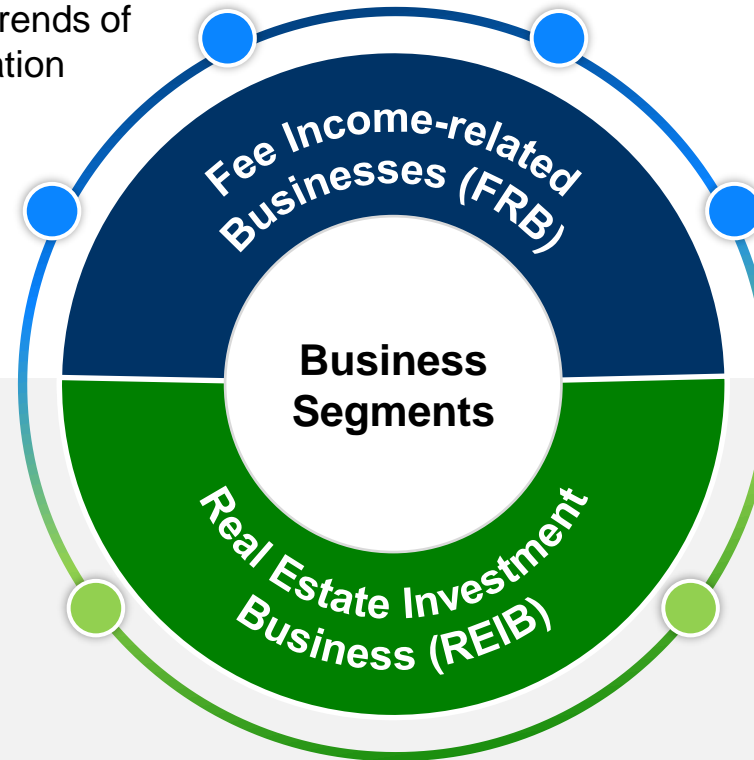 rends of
ation
Fee Income-related
Businesses (FRB)
Business
Segments
Real Estate Investment
Business (REIB)